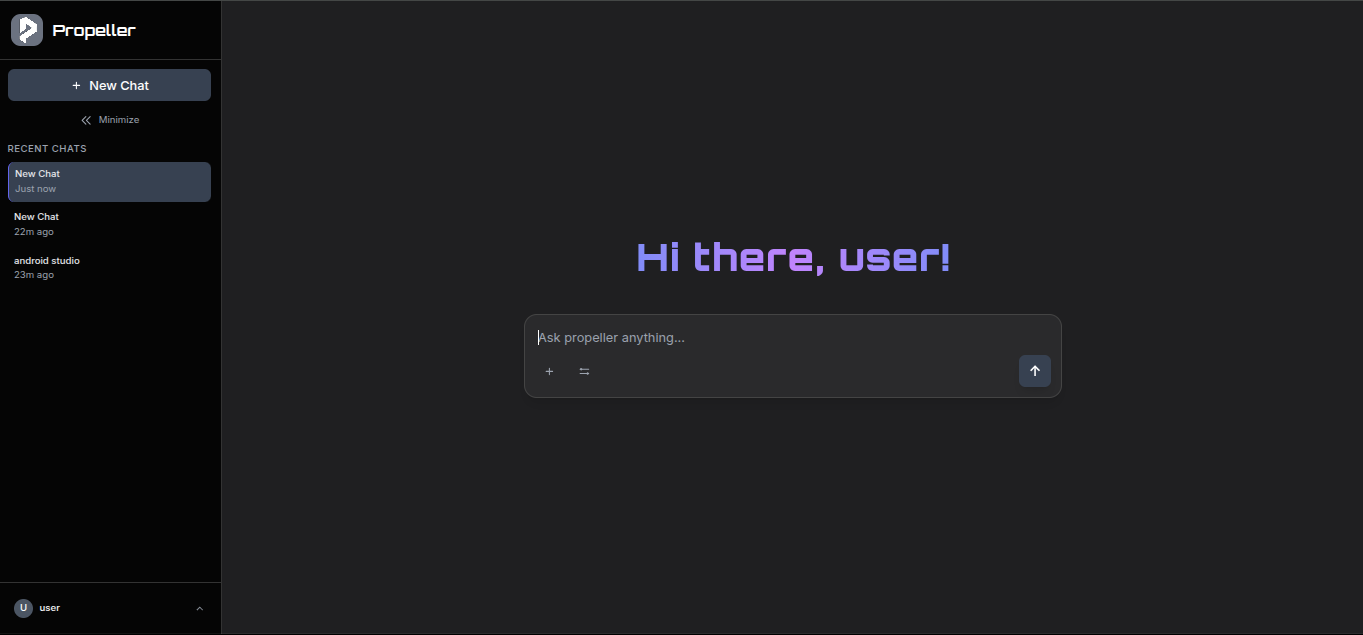 Propeller
+ New Chat
Minimize
RECENT CHATS
New Chat
Just now
New Chat
22m ago
android studio
23m ago
Hi there, user!
Ask propeller anything...
U user